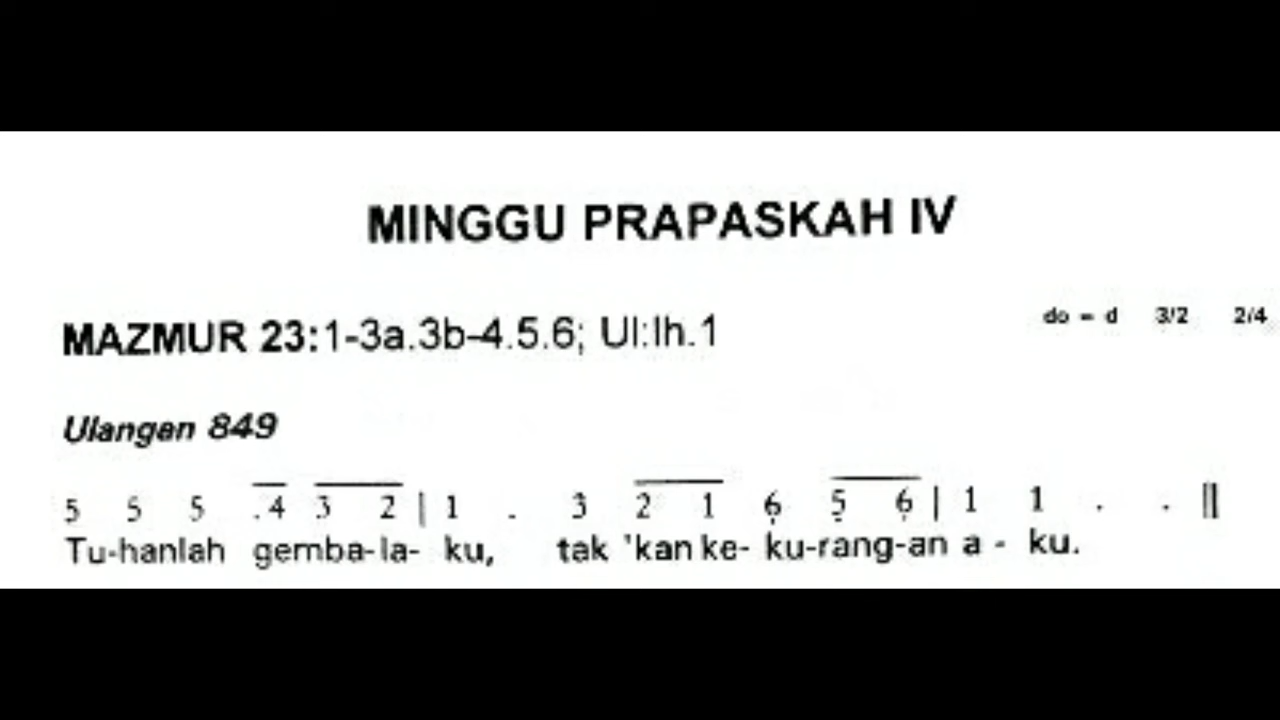 MINGGU PRAPASKAH IV
MAZMUR 23:1-3a.3b-4.5.6; Ul:lh.1
do = d 3/2 2/4
Ulangan 849
5 5 5 .4 3 2 | 1 . 3 2 1 6̣ 5̣ 6̣ | 1 1 . . ||
Tu-hanlah gemba-la- ku, tak 'kan ke- ku-rang-an a - ku.